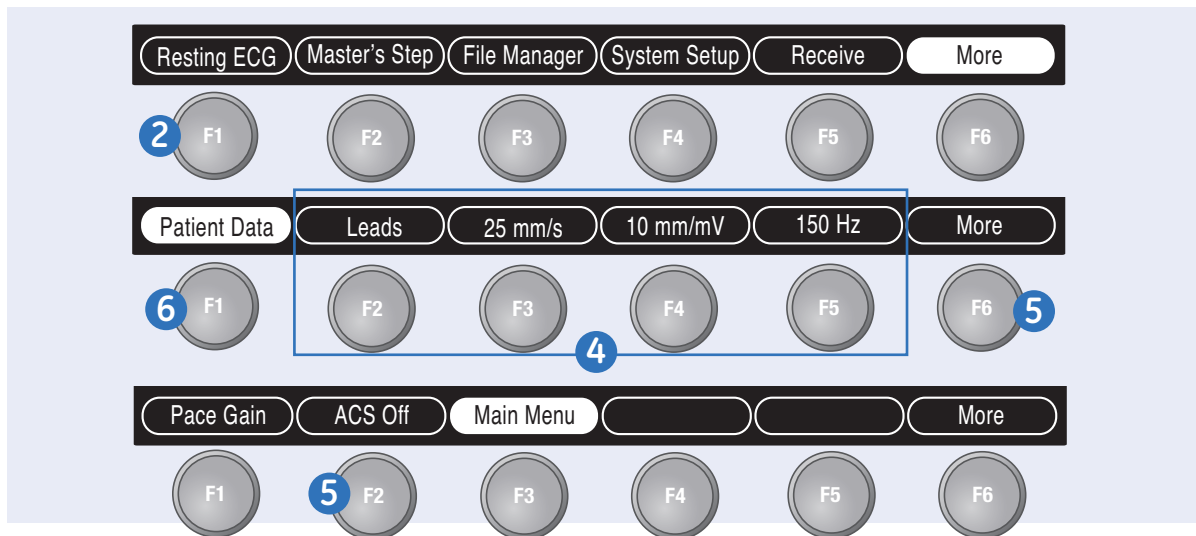 Resting ECG Master's Step File Manager System Setup Receive More
2 F1 F2 F3 F4 F5 F6
Patient Data Leads 25 mm/s 10 mm/mV 150 Hz More
6 F1 F2 F3 F4 F5 F6 5
4
Pace Gain ACS Off Main Menu More
F1 5 F2 F3 F4 F5 F6